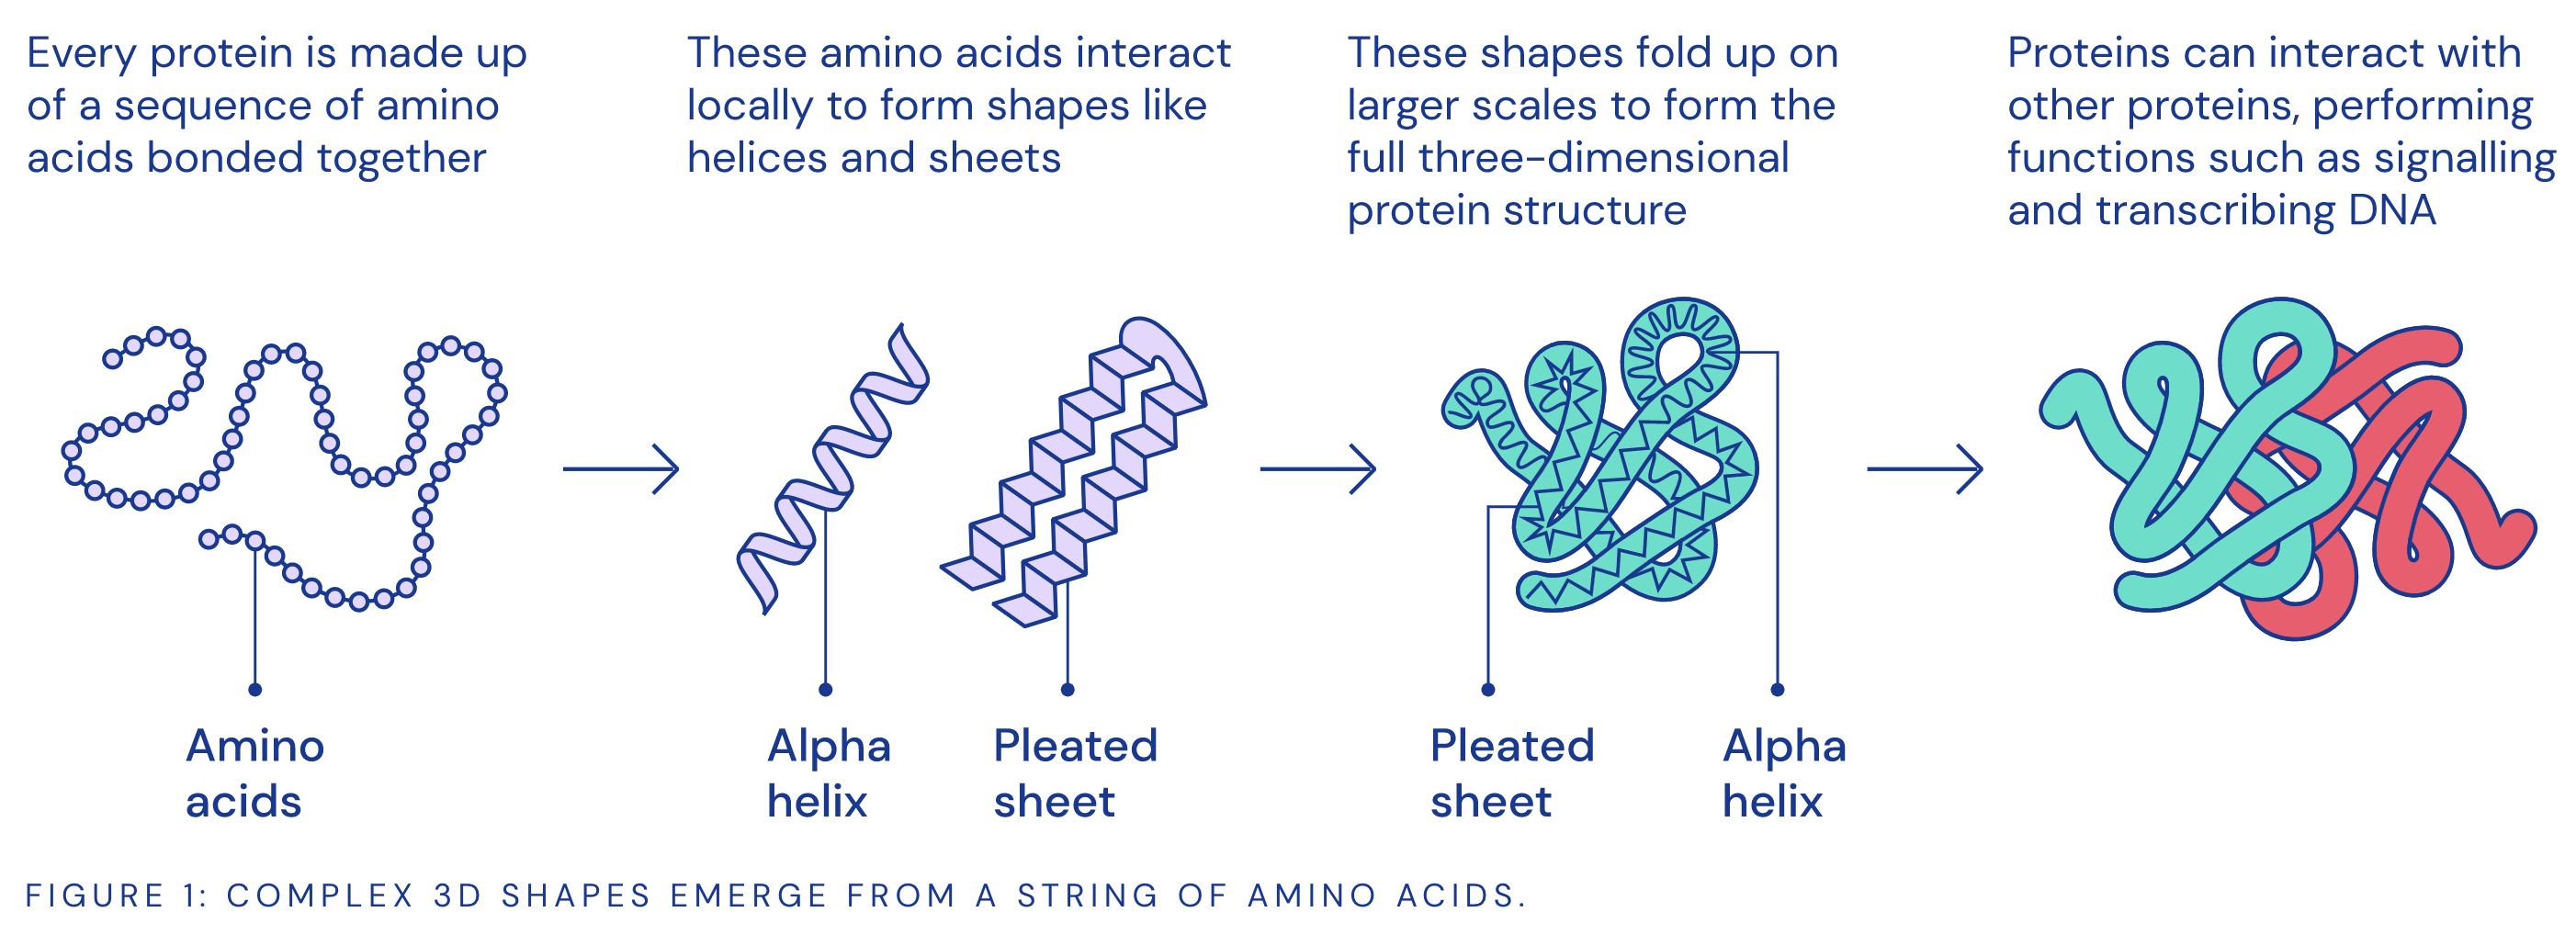 Every protein is made up
of a sequence of amino
acids bonded together
These amino acids interact
locally to form shapes like
helices and sheets
These shapes fold up on
larger scales to form the
full three-dimensional
protein structure
Proteins can interact with
other proteins, performing
functions such as signalling
and transcribing DNA
Amino
acids
Alpha
helix
Pleated
sheet
Pleated
sheet
Alpha
helix
FIGURE 1: COMPLEX 3D SHAPES EMERGE FROM A STRING OF AMINO ACIDS.